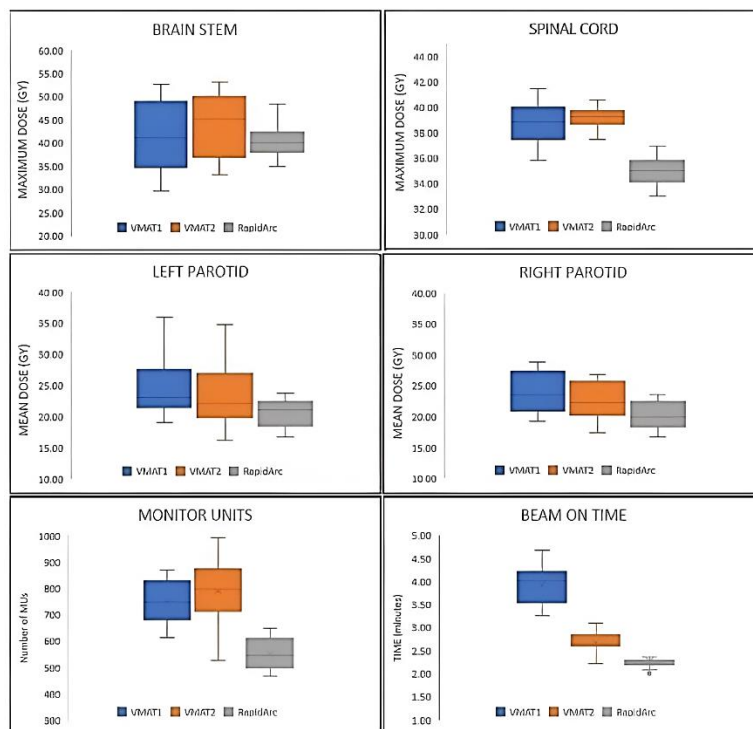 BRAIN STEM
MAXIMUM DOSE (GY)
60.00
55.00
50.00
45.00
40.00
35.00
30.00
25.00
20.00
VMAT1 VMAT2 RapidArc
SPINAL CORD
MAXIMUM DOSE (GY)
44.00
42.00
40.00
38.00
36.00
34.00
32.00
30.00
VMAT1 VMAT2 RapidArc
LEFT PAROTID
MEAN DOSE (GY)
40.00
35.00
30.00
25.00
20.00
15.00
10.00
VMAT1 VMAT2 RapidArc
RIGHT PAROTID
MEAN DOSE (GY)
40.00
35.00
30.00
25.00
20.00
15.00
10.00
VMAT1 VMAT2 RapidArc
MONITOR UNITS
Number of MUs
1000
900
800
700
600
500
400
VMAT1 VMAT2 RapidArc
BEAM ON TIME
TIME (minutes)
5.00
4.50
4.00
3.50
3.00
2.50
2.00
1.50
1.00
VMAT1 VMAT2 RapidArc